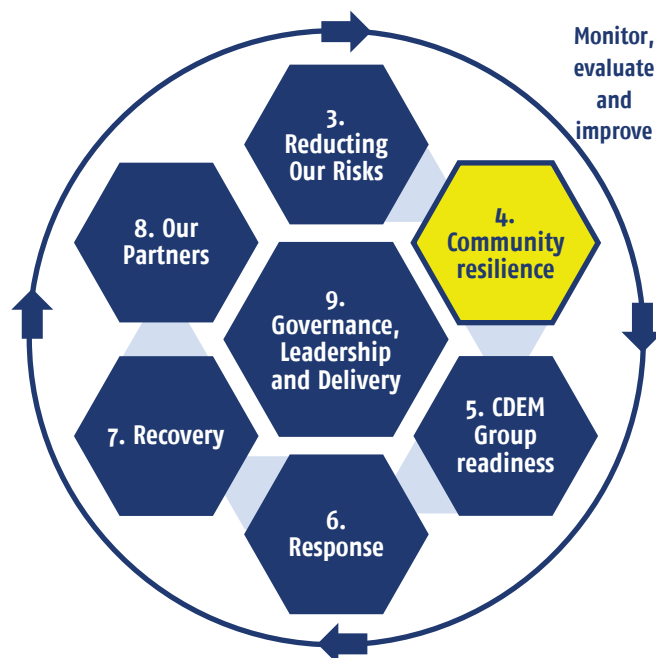 Monitor,
evaluate
and
improve
3.
Reducting
Our Risks
4.
Community
resilience
5. CDEM
Group
readiness
6.
Response
7. Recovery
8. Our
Partners
9.
Governance,
Leadership
and Delivery